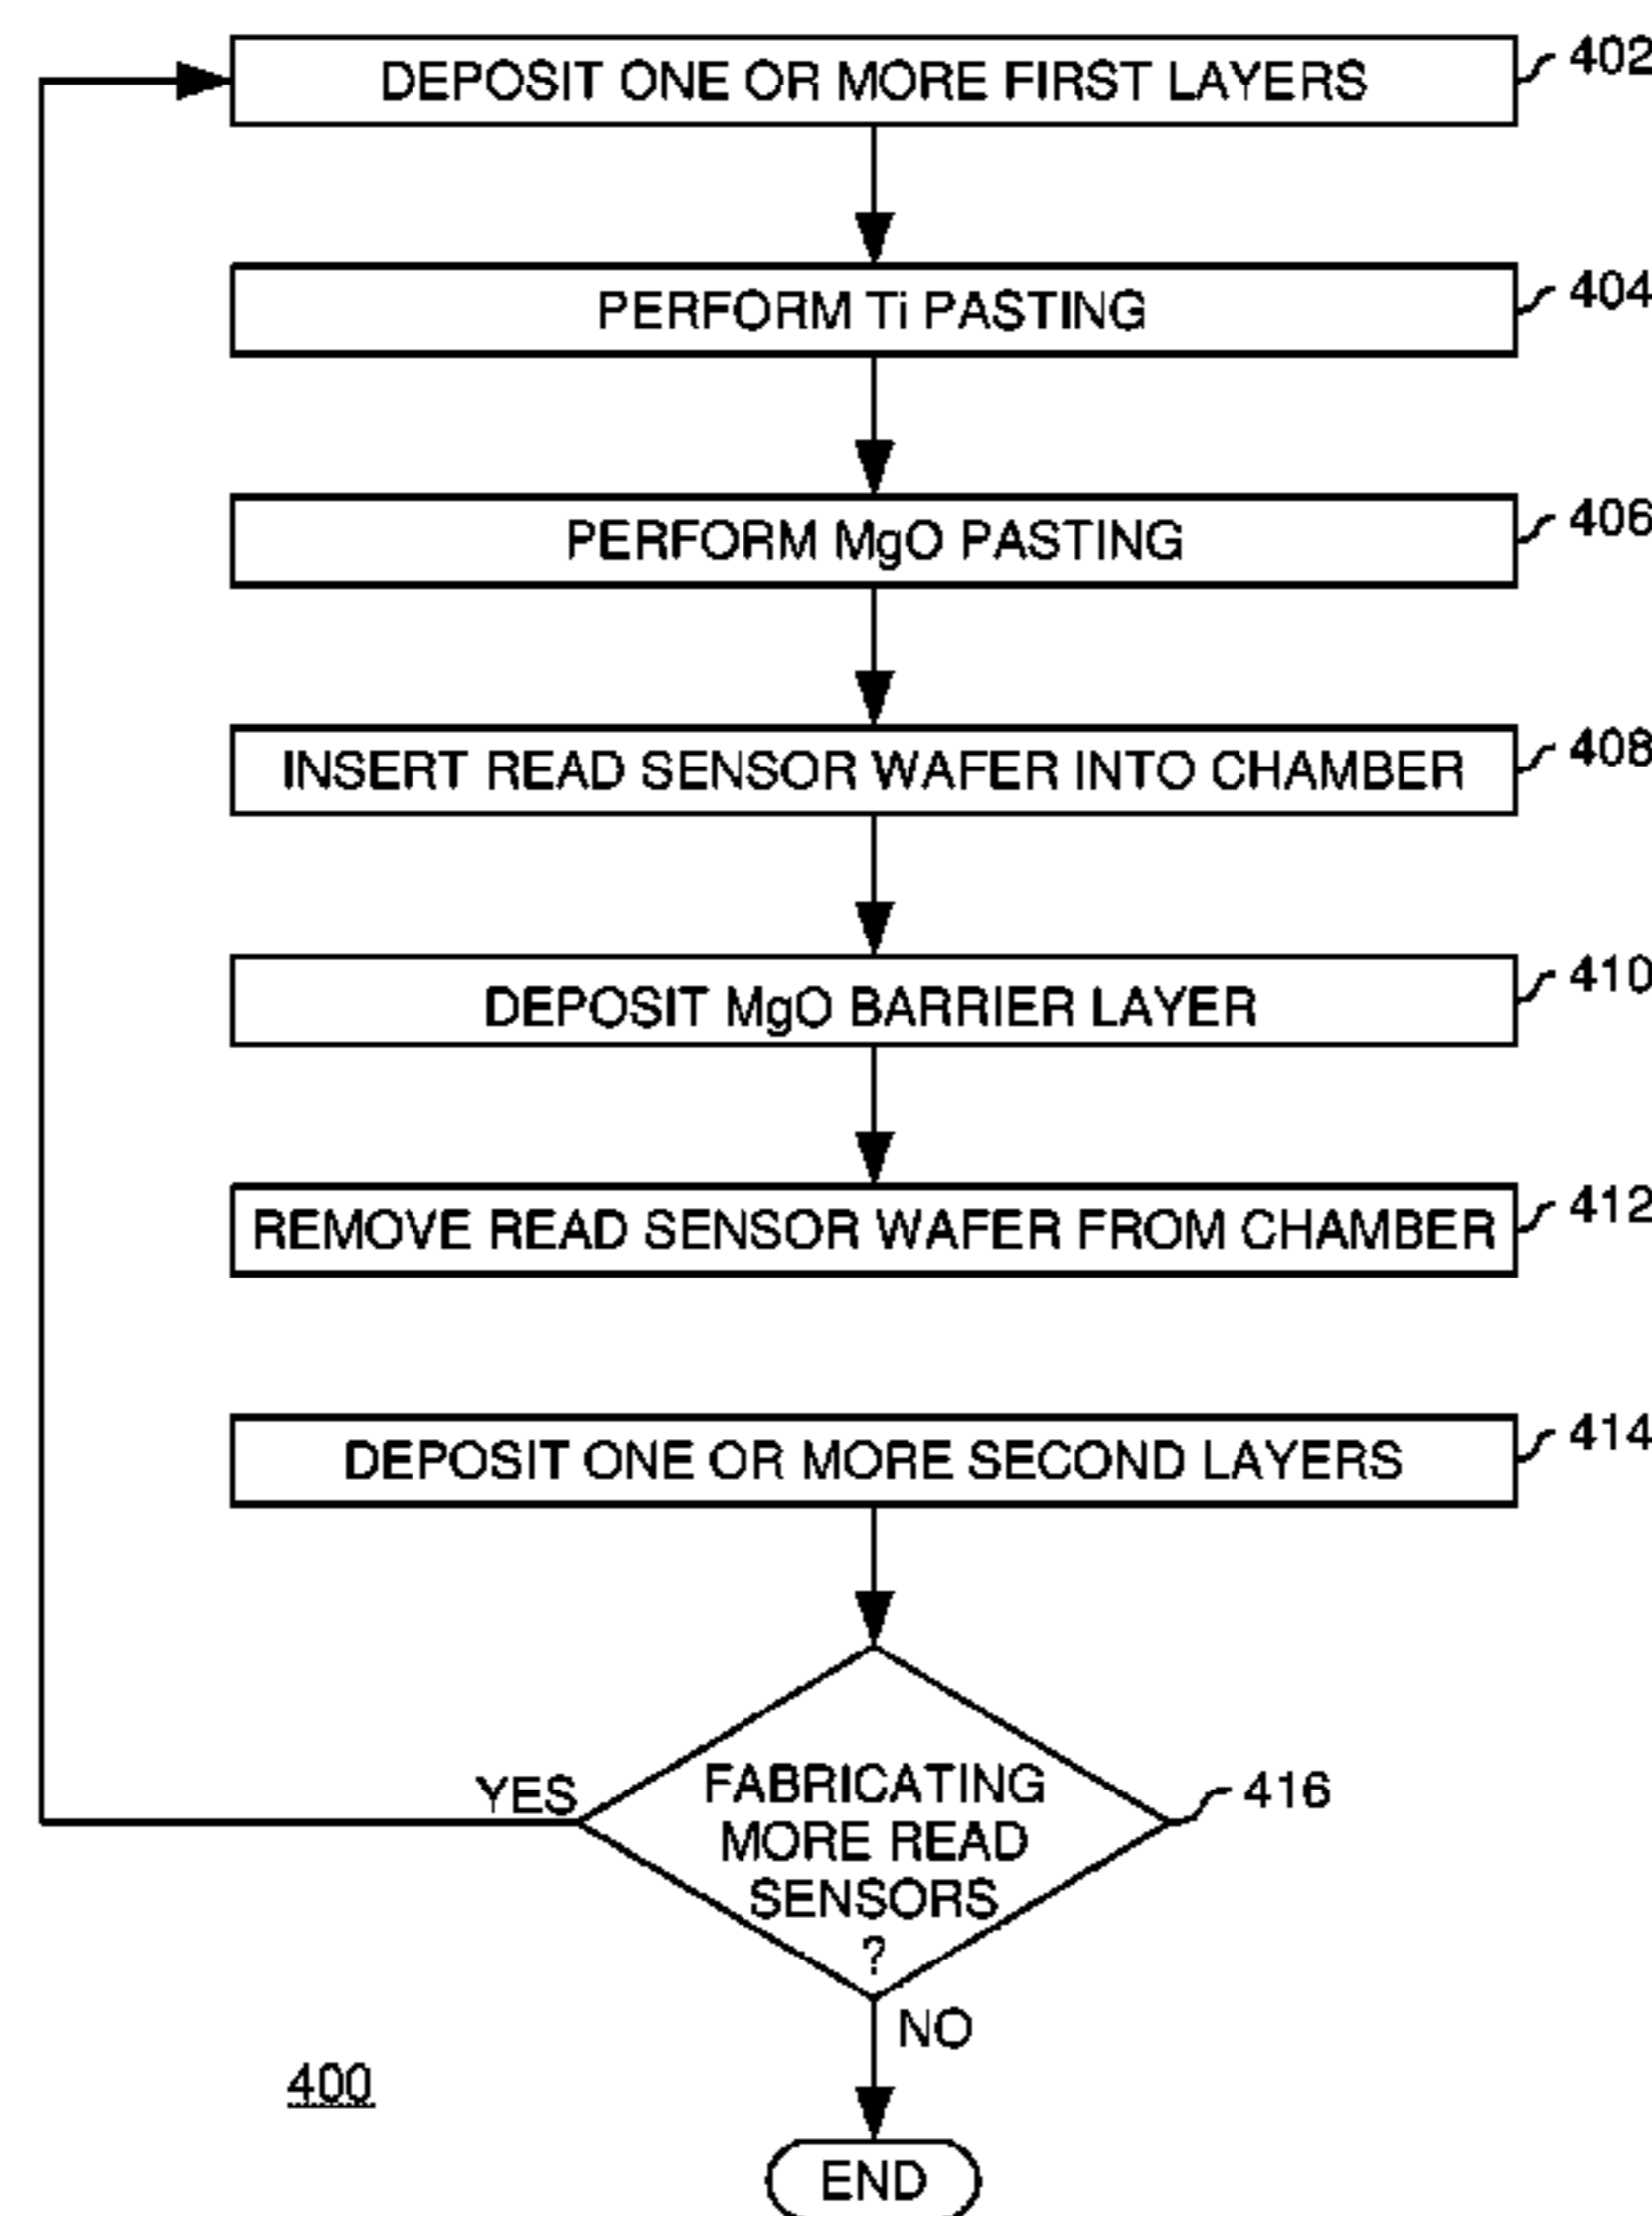 DEPOSIT ONE OR MORE FIRST LAYERS
402
PERFORM Ti PASTING
404
PERFORM MgO PASTING
406
INSERT READ SENSOR WAFER INTO CHAMBER
408
DEPOSIT MgO BARRIER LAYER
410
REMOVE READ SENSOR WAFER FROM CHAMBER
412
DEPOSIT ONE OR MORE SECOND LAYERS
414
YES
FABRICATING
MORE READ
SENSORS
?
416
NO
400
END